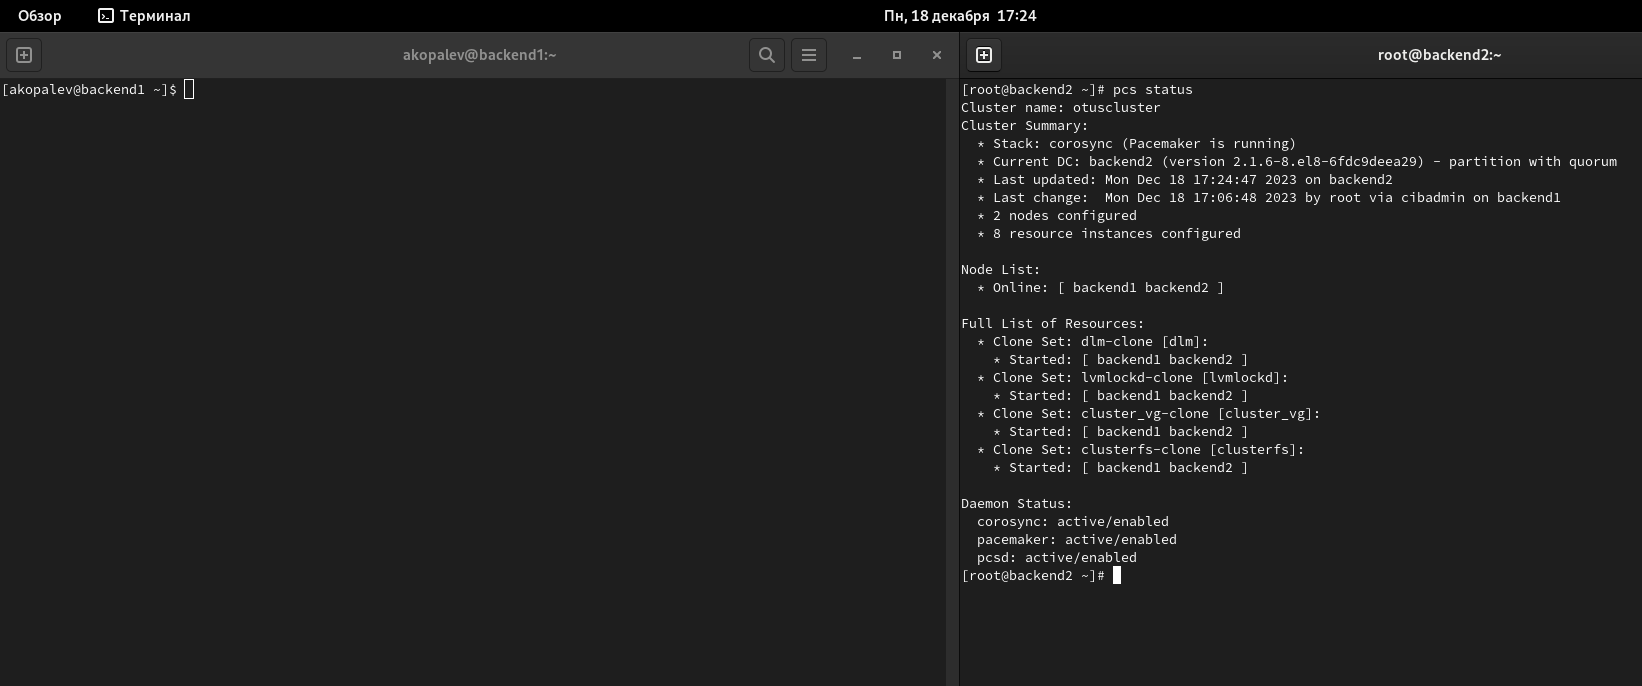 Обзор
Терминал
Пн, 18 декабря 17:24
akopalev@backend1:~
[akopalev@backend1 ~]$
root@backend2:~
[root@backend2 ~]# pcs status
Cluster name: otuscluster
Cluster Summary:
  * Stack: corosync (Pacemaker is running)
  * Current DC: backend2 (version 2.1.6-8.el8-6fdc9deea29) - partition with quorum
  * Last updated: Mon Dec 18 17:24:47 2023 on backend2
  * Last change:  Mon Dec 18 17:06:48 2023 by root via cibadmin on backend1
  * 2 nodes configured
  * 8 resource instances configured
Node List:
  * Online: [ backend1 backend2 ]
Full List of Resources:
  * Clone Set: dlm-clone [dlm]:
    * Started: [ backend1 backend2 ]
  * Clone Set: lvmlockd-clone [lvmlockd]:
    * Started: [ backend1 backend2 ]
  * Clone Set: cluster_vg-clone [cluster_vg]:
    * Started: [ backend1 backend2 ]
  * Clone Set: clusterfs-clone [clusterfs]:
    * Started: [ backend1 backend2 ]
Daemon Status:
  corosync: active/enabled
  pacemaker: active/enabled
  pcsd: active/enabled
[root@backend2 ~]#